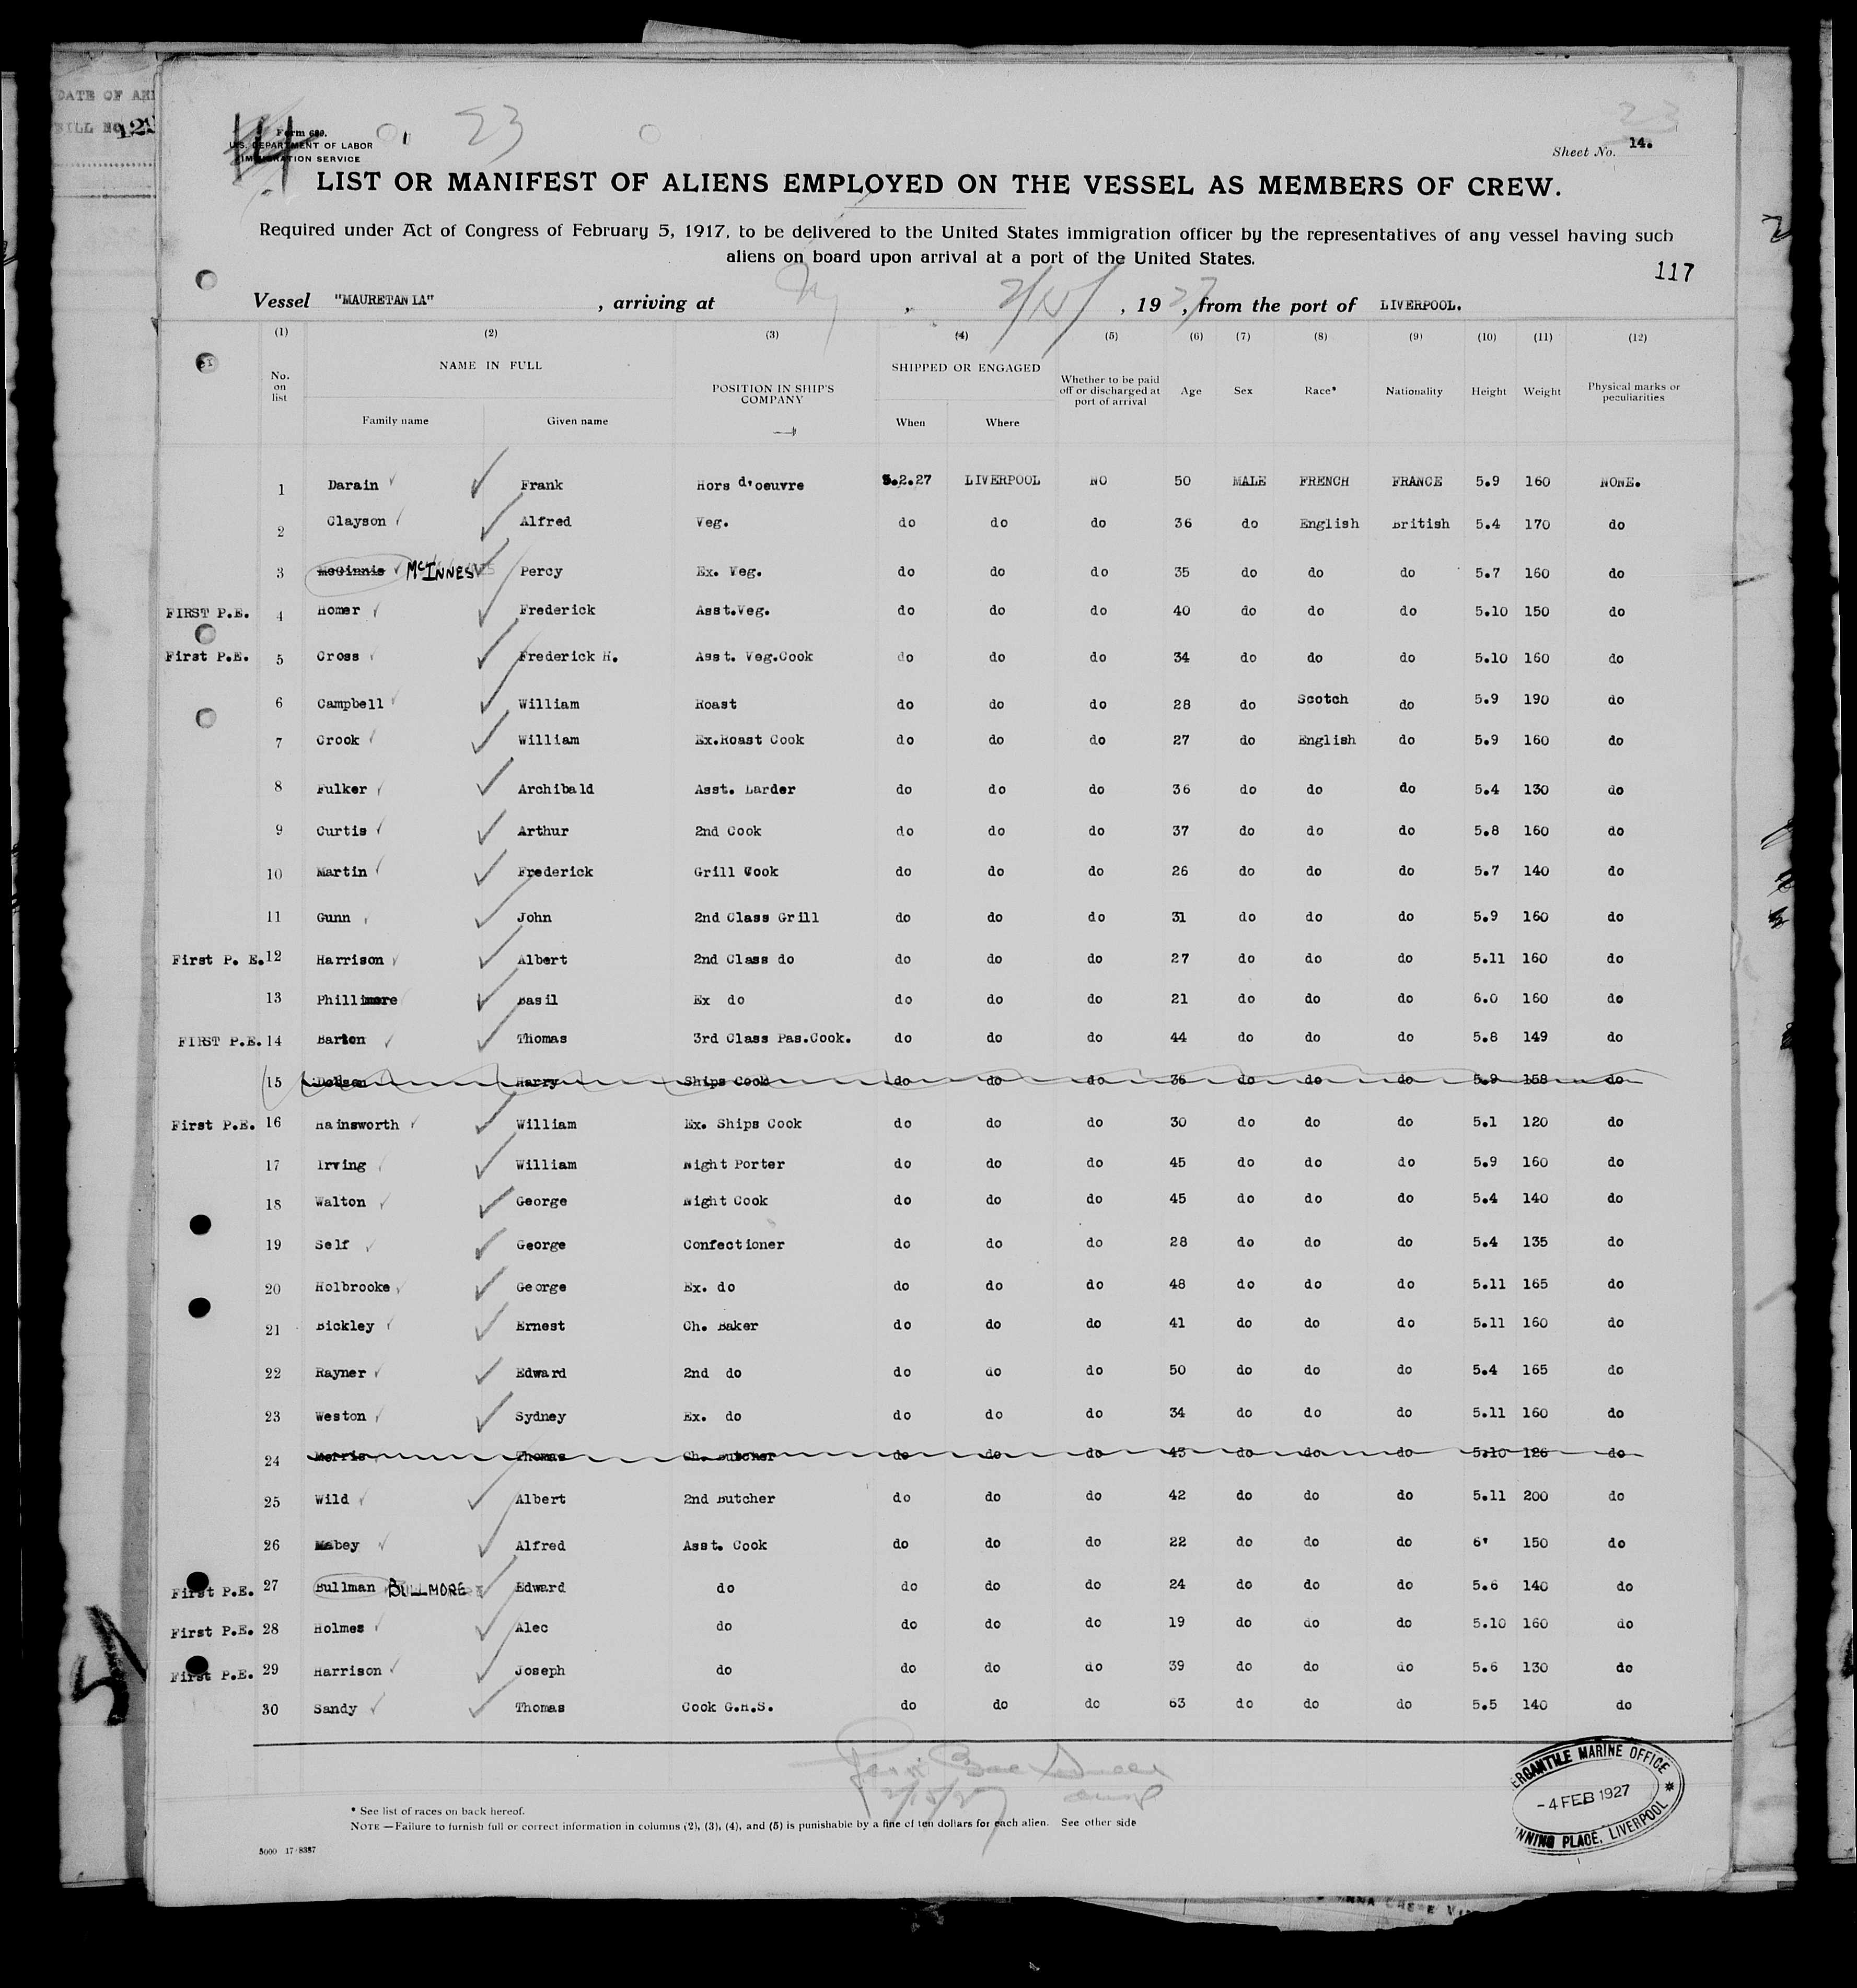 DATE OF ARR
BILL NO. 129
14 23 23
Form 680.
U.S. DEPARTMENT OF LABOR
IMMIGRATION SERVICE
Sheet No. 14.
LIST OR MANIFEST OF ALIENS EMPLOYED ON THE VESSEL AS MEMBERS OF CREW.
Required under Act of Congress of February 5, 1917, to be delivered to the United States immigration officer by the representatives of any vessel having such
aliens on board upon arrival at a port of the United States.
117
Vessel "MAURETANIA", arriving at Ny, 2/15/, 1927, from the port of LIVERPOOL.
(1) (2) (3) (4) (5) (6) (7) (8) (9) (10) (11) (12)
No. on list NAME IN FULL Family name Given name POSITION IN SHIP'S COMPANY SHIPPED OR ENGAGED When Where Whether to be paid off or discharged at port of arrival Age Sex Race* Nationality Height Weight Physical marks or peculiarities
1 Darain Frank Hors d'oeuvre 5.2.27 LIVERPOOL NO 50 MALE FRENCH FRANCE 5.9 160 NONE.
2 Clayson Alfred Veg. do do do 36 do English British 5.4 170 do
3 McGinnis McINNES Percy Ex. Veg. do do do 35 do do do 5.7 160 do
FIRST P.E. 4 Homer Frederick Asst.Veg. do do do 40 do do do 5.10 150 do
First P.E. 5 Cross Frederick H. Asst. Veg.Cook do do do 34 do do do 5.10 160 do
6 Campbell William Roast do do do 28 do Scotch do 5.9 190 do
7 Crook William Ex.Roast Cook do do do 27 do English do 5.9 160 do
8 Fulker Archibald Asst. Larder do do do 36 do do do 5.4 130 do
9 Curtis Arthur 2nd Cook do do do 37 do do do 5.8 160 do
10 Martin Frederick Grill Cook do do do 26 do do do 5.7 140 do
11 Gunn John 2nd Class Grill do do do 31 do do do 5.9 160 do
First P. E. 12 Harrison Albert 2nd Class do do do do 27 do do do 5.11 160 do
13 Phillimore Basil Ex do do do do 21 do do do 6.0 160 do
FIRST P.E. 14 Barton Thomas 3rd Class Pas.Cook. do do do 44 do do do 5.8 149 do
15 Dobson Harry Ships Cook do do do 36 do do do 5.9 158 do
First P.E. 16 Hainsworth William Ex. Ships Cook do do do 30 do do do 5.1 120 do
17 Irving William Night Porter do do do 45 do do do 5.9 160 do
18 Walton George Night Cook do do do 45 do do do 5.4 140 do
19 Self George Confectioner do do do 28 do do do 5.4 135 do
20 Holbrooke George Ex. do do do do 48 do do do 5.11 165 do
21 Bickley Ernest Ch. Baker do do do 41 do do do 5.11 160 do
22 Rayner Edward 2nd do do do do 50 do do do 5.4 165 do
23 Weston Sydney Ex. do do do do 34 do do do 5.11 160 do
24 Morris Thomas Ch. Butcher do do do 43 do do do 5.10 126 do
25 Wild Albert 2nd Butcher do do do 42 do do do 5.11 200 do
26 Mabey Alfred Asst. Cook do do do 22 do do do 6' 150 do
First P.E. 27 Bullman BULLMORE Edward do do do do 24 do do do 5.6 140 do
First P.E. 28 Holmes Alec do do do do 19 do do do 5.10 160 do
First P.E. 29 Harrison Joseph do do do do 39 do do do 5.6 130 do
30 Sandy Thomas Cook G.H.S. do do do 63 do do do 5.5 140 do
2/15/27
MERCANTILE MARINE OFFICE
-4 FEB 1927
NNING PLACE, LIVERPOOL
* See list of races on back hereof.
NOTE —Failure to furnish full or correct information in columns (2), (3), (4), and (5) is punishable by a fine of ten dollars for each alien. See other side
5000 17-8387